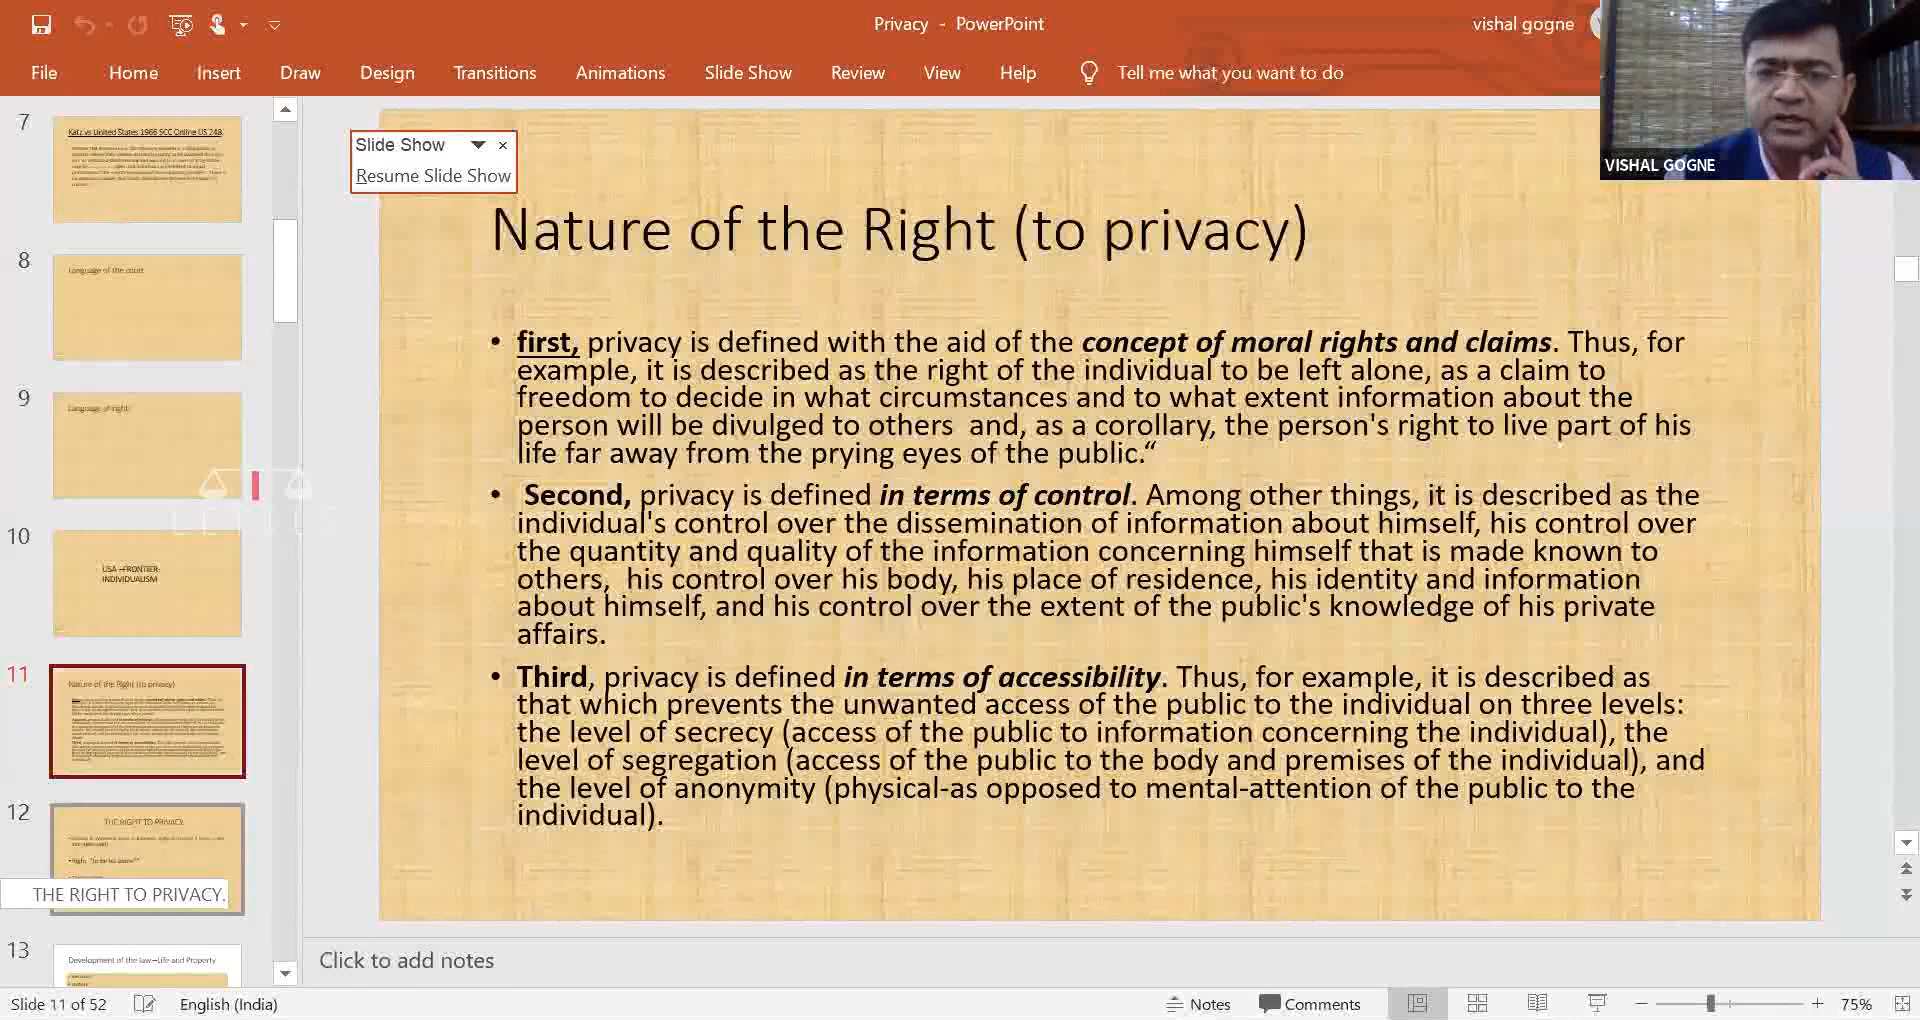 Privacy - PowerPoint
vishal gogne
File Home Insert Draw Design Transitions Animations Slide Show Review View Help Tell me what you want to do
VISHAL GOGNE
Slide Show
Resume Slide Show
7
Katz vs United States 1966 SCC Online US 248
8
Language of the court
9
Language of right
10
USA –FRONTIER-
INDIVIDUALISM
11
Nature of the Right (to privacy)
12
THE RIGHT TO PRIVACY.
THE RIGHT TO PRIVACY.
13
Development of the law—Life and Property
Nature of the Right (to privacy)
• first, privacy is defined with the aid of the concept of moral rights and claims. Thus, for
example, it is described as the right of the individual to be left alone, as a claim to
freedom to decide in what circumstances and to what extent information about the
person will be divulged to others and, as a corollary, the person's right to live part of his
life far away from the prying eyes of the public.“
• Second, privacy is defined in terms of control. Among other things, it is described as the
individual's control over the dissemination of information about himself, his control over
the quantity and quality of the information concerning himself that is made known to
others, his control over his body, his place of residence, his identity and information
about himself, and his control over the extent of the public's knowledge of his private
affairs.
• Third, privacy is defined in terms of accessibility. Thus, for example, it is described as
that which prevents the unwanted access of the public to the individual on three levels:
the level of secrecy (access of the public to information concerning the individual), the
level of segregation (access of the public to the body and premises of the individual), and
the level of anonymity (physical-as opposed to mental-attention of the public to the
individual).
Click to add notes
Slide 11 of 52 English (India) Notes Comments 75%